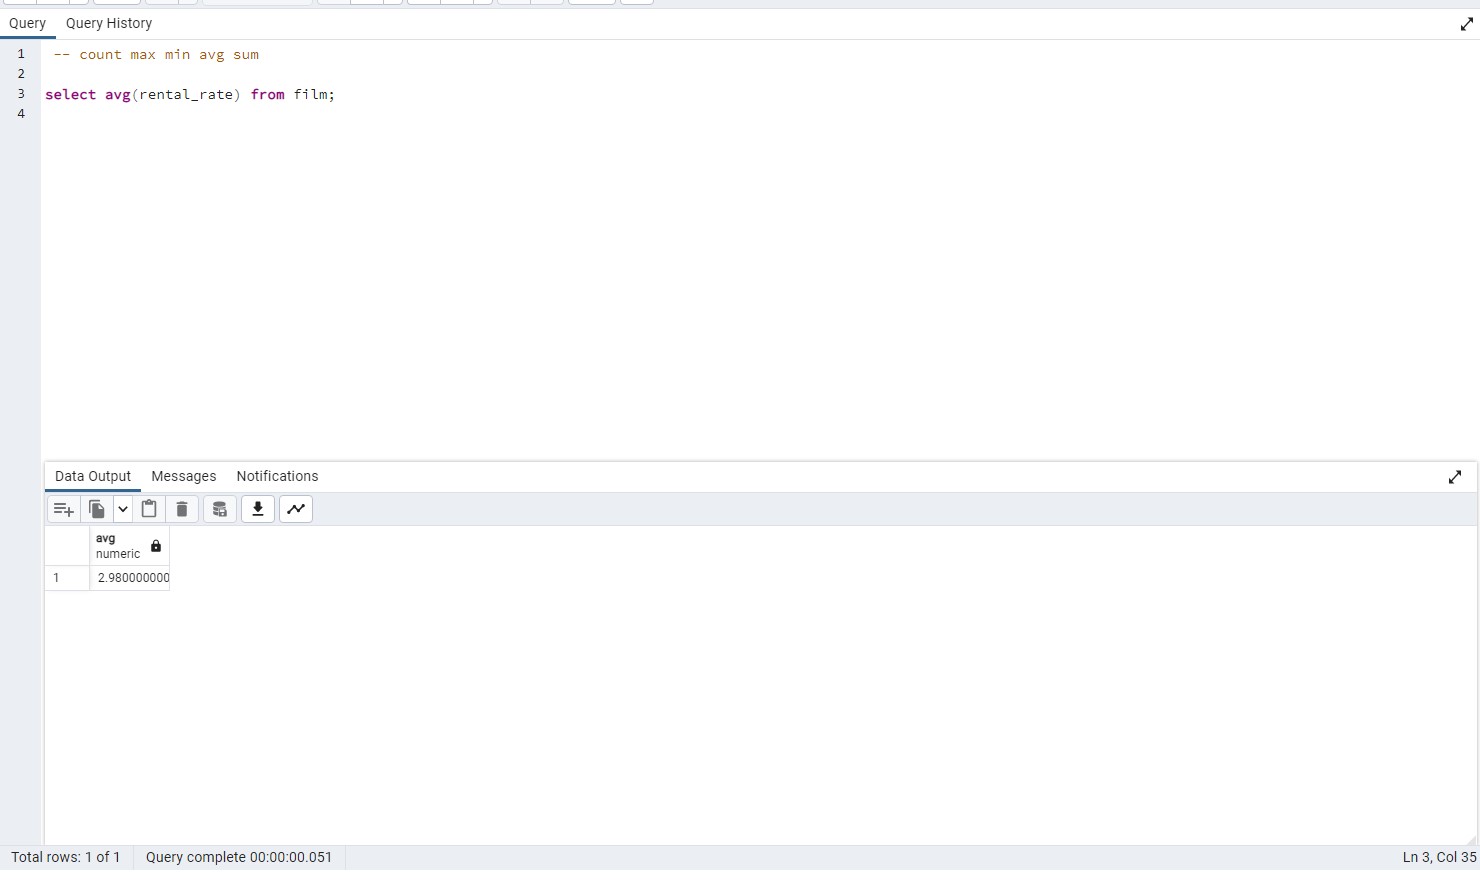 Query Query History
1 -- count max min avg sum
2
3 select avg(rental_rate) from film;
4
Data Output Messages Notifications
avg
numeric
1 2.980000000
Total rows: 1 of 1 Query complete 00:00:00.051 Ln 3, Col 35